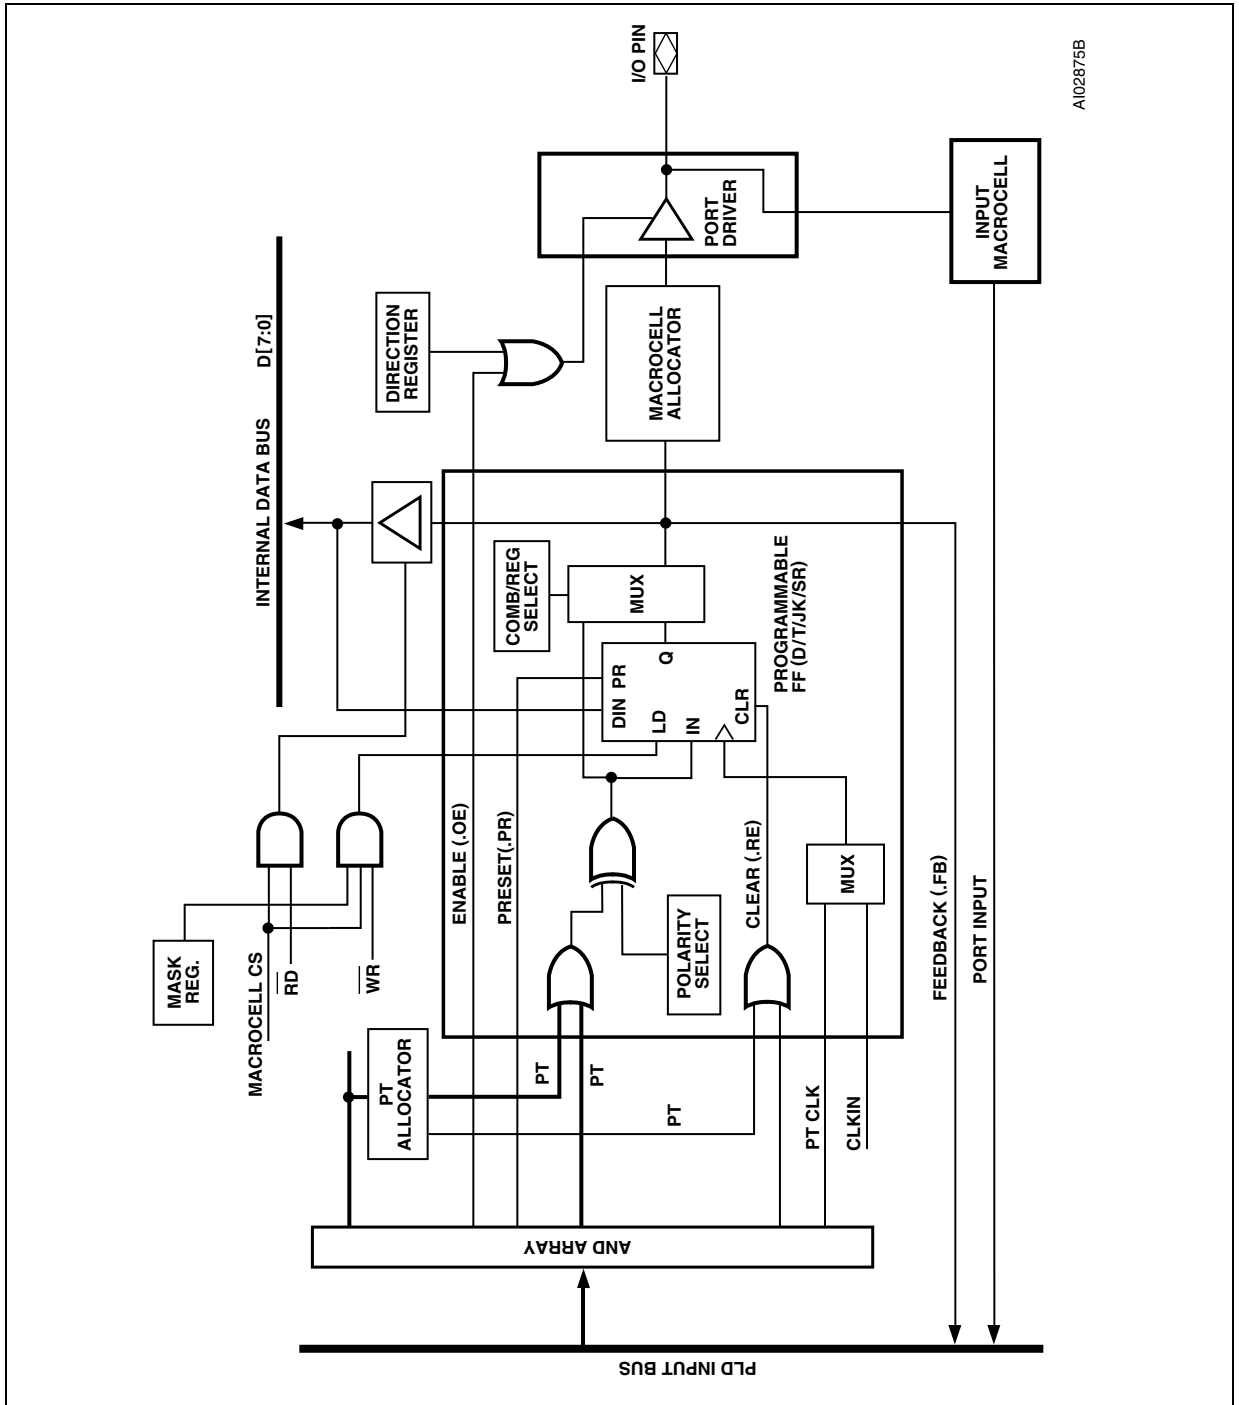 MASK
REG.
MACROCELL CS
RD
WR
INTERNAL DATA BUS D[7:0]
DIRECTION
REGISTER
I/O PIN
PT
ALLOCATOR
ENABLE (.OE)
PRESET(.PR)
COMB/REG
SELECT
MUX
DIN PR
LD
IN
Q
CLR
PROGRAMMABLE
FF (D/T/JK/SR)
MACROCELL
ALLOCATOR
PORT
DRIVER
PT
PT
PT
POLARITY
SELECT
CLEAR (.RE)
PT CLK
CLKIN
MUX
AND ARRAY
PLD INPUT BUS
FEEDBACK (.FB)
PORT INPUT
INPUT
MACROCELL
AI02875B